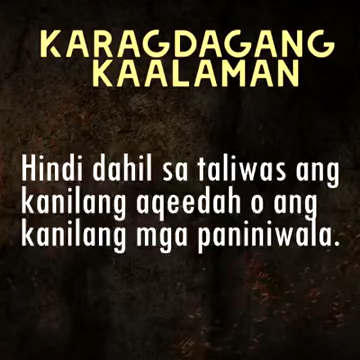 KARAGDAGANG
KAALAMAN
Hindi dahil sa taliwas ang
kanilang aqeedah o ang
kanilang mga paniniwala.